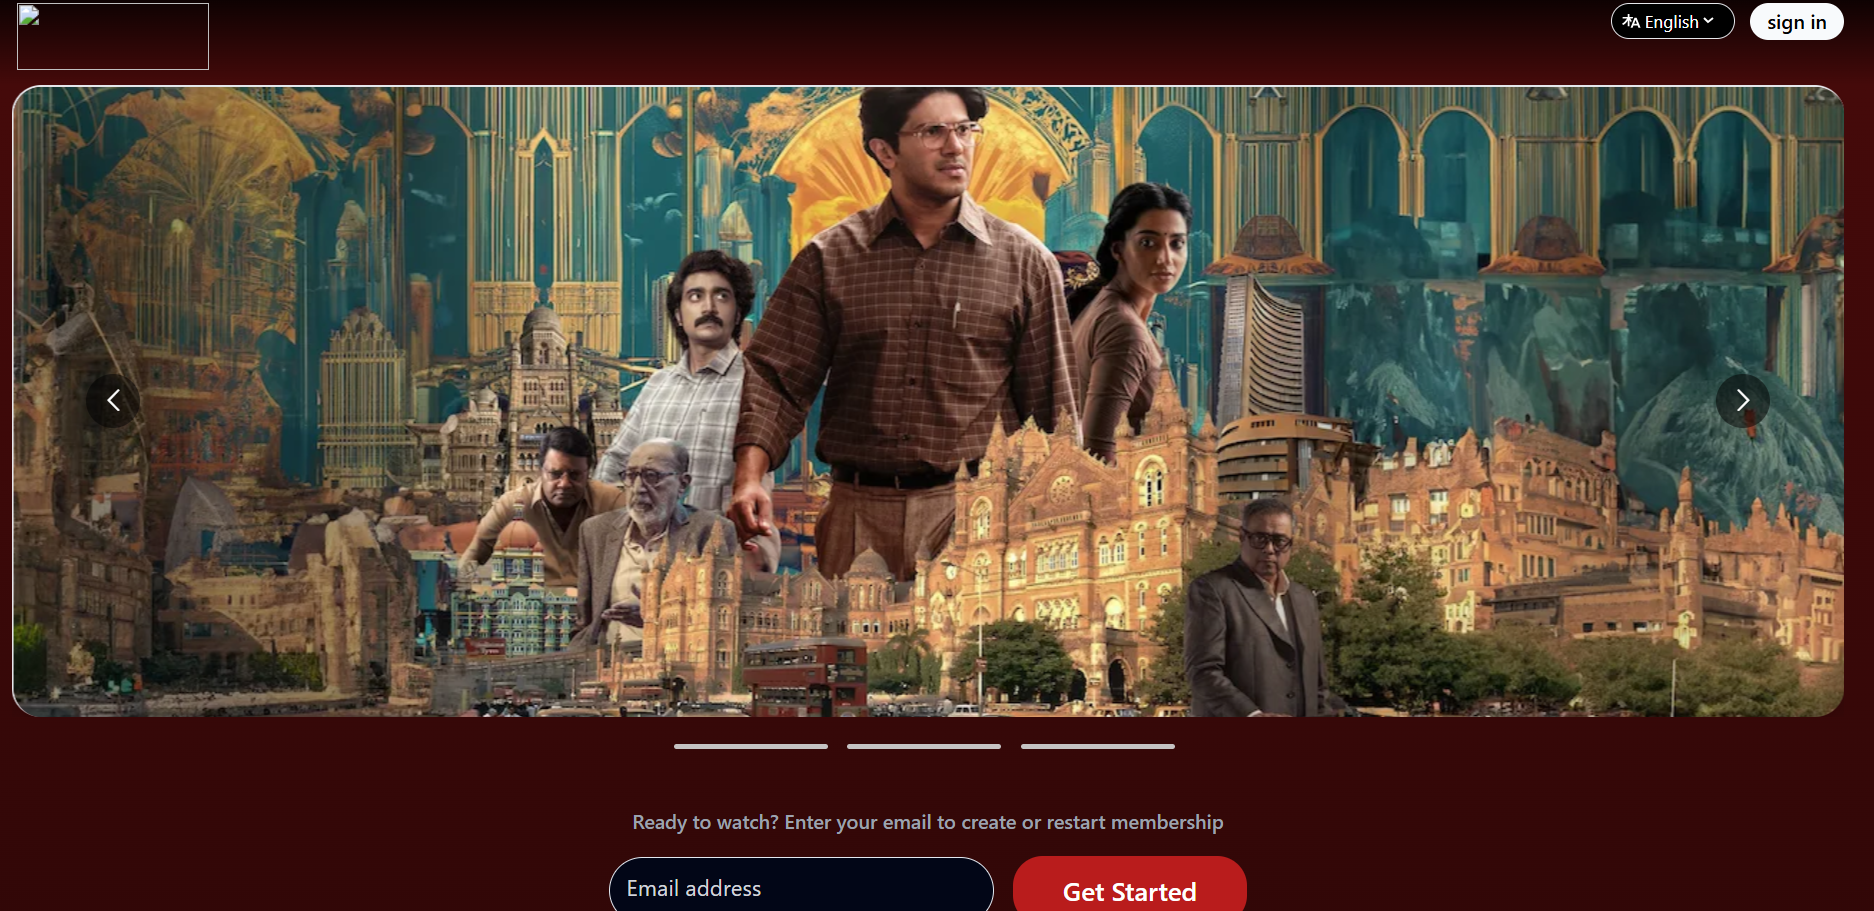 English
sign in
Ready to watch? Enter your email to create or restart membership
Email address
Get Started